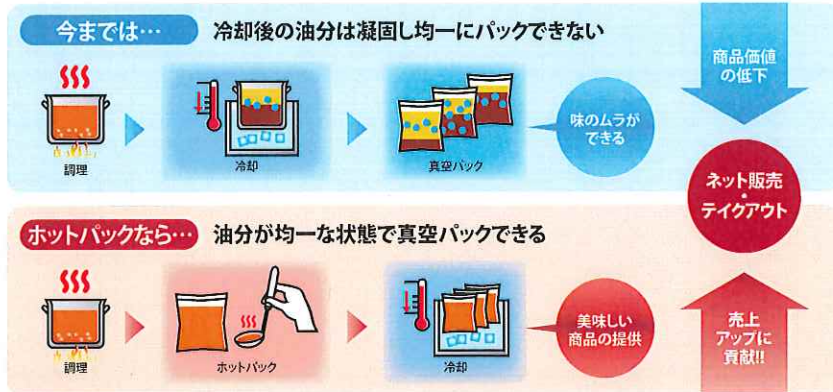 今までは…
冷却後の油分は凝固し均一にパックできない
調理
冷却
真空パック
味のムラが
できる
商品価値
の低下
ネット販売
・
テイクアウト
ホットパックなら…
油分が均一な状態で真空パックできる
調理
ホットパック
冷却
美味しい
商品の提供
売上
アップに
貢献!!